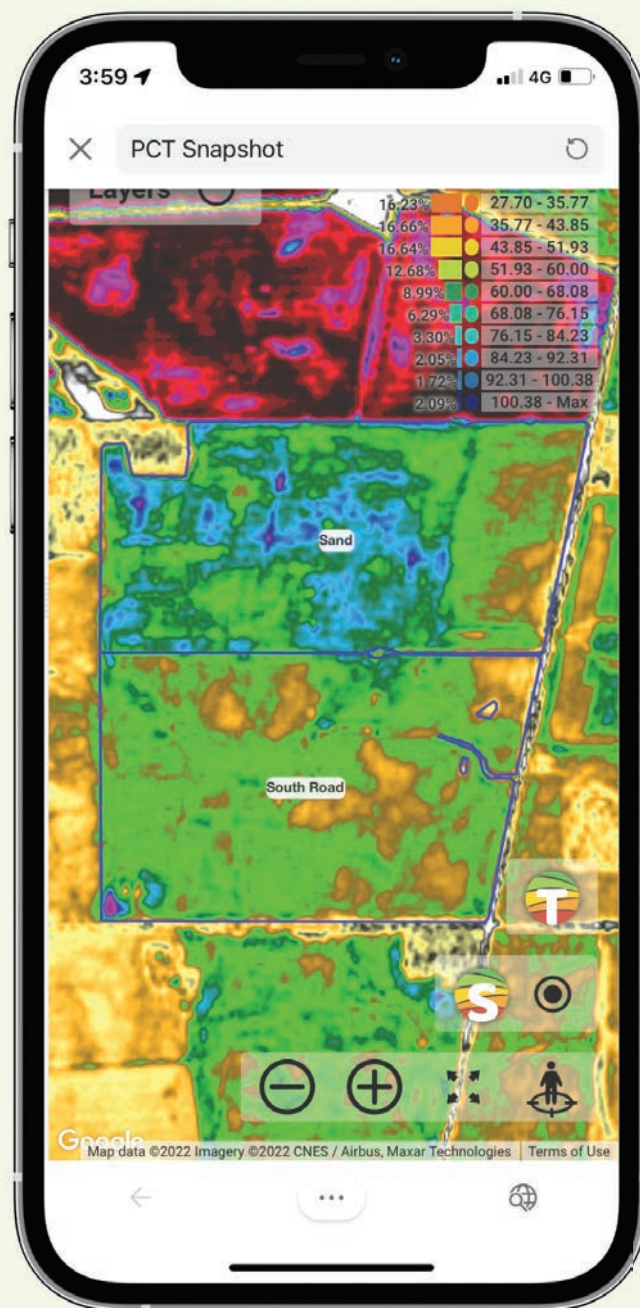 3:59
4G
PCT Snapshot
Layers
16.23% 27.70 - 35.77
16.66% 35.77 - 43.85
16.64% 43.85 - 51.93
12.68% 51.93 - 60.00
8.99% 60.00 - 68.08
6.29% 68.08 - 76.15
3.30% 76.15 - 84.23
2.05% 84.23 - 92.31
1.72% 92.31 - 100.38
2.09% 100.38 - Max
Sand
South Road
T
S
Google
Map data ©2022 Imagery ©2022 CNES / Airbus, Maxar Technologies
Terms of Use